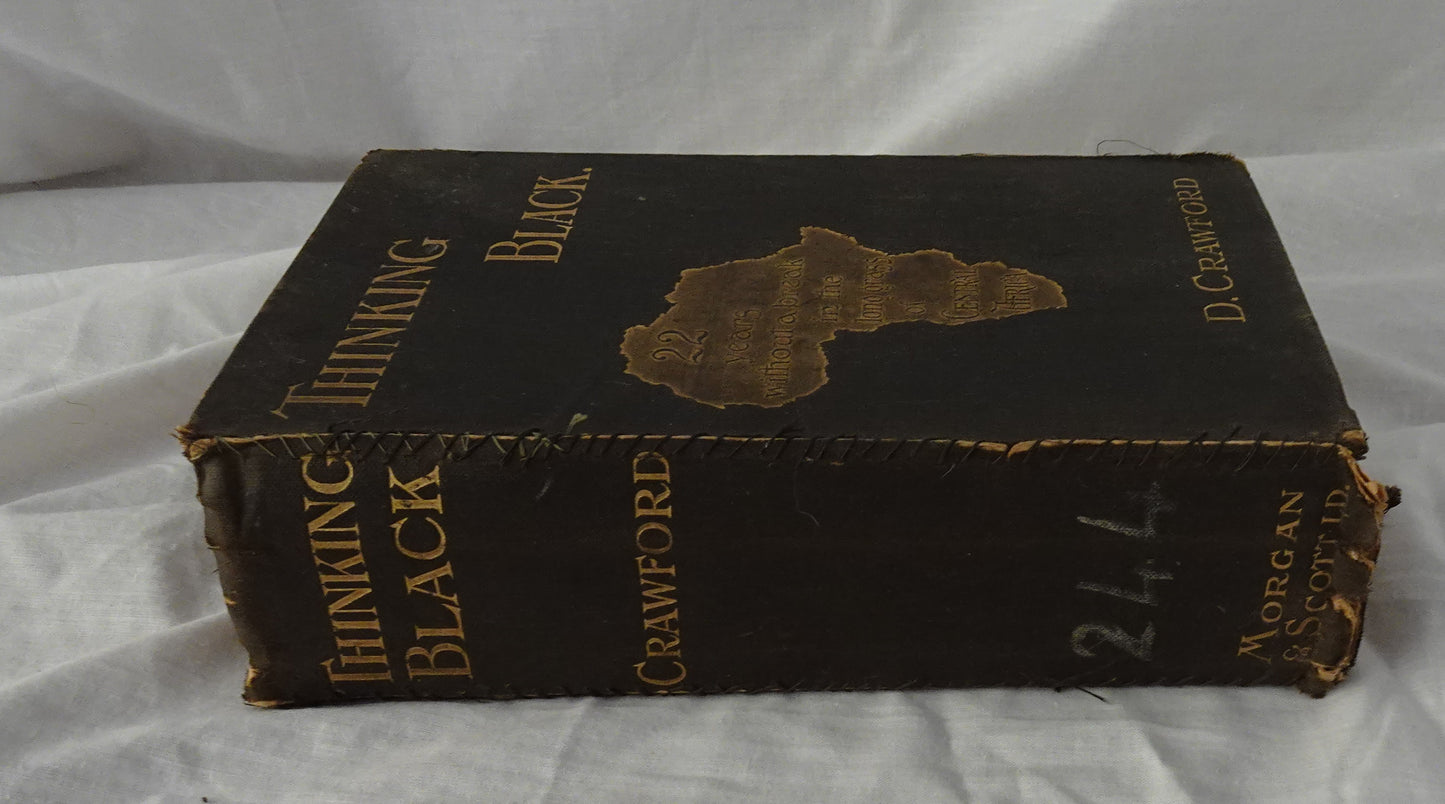 THINKING
BLACK.
22
years
without a break
in the
long grass
of
CENTRAL
AFRICA
D. CRAWFORD
THINKING
BLACK
CRAWFORD
244
MORGAN
& SCOTT LD.